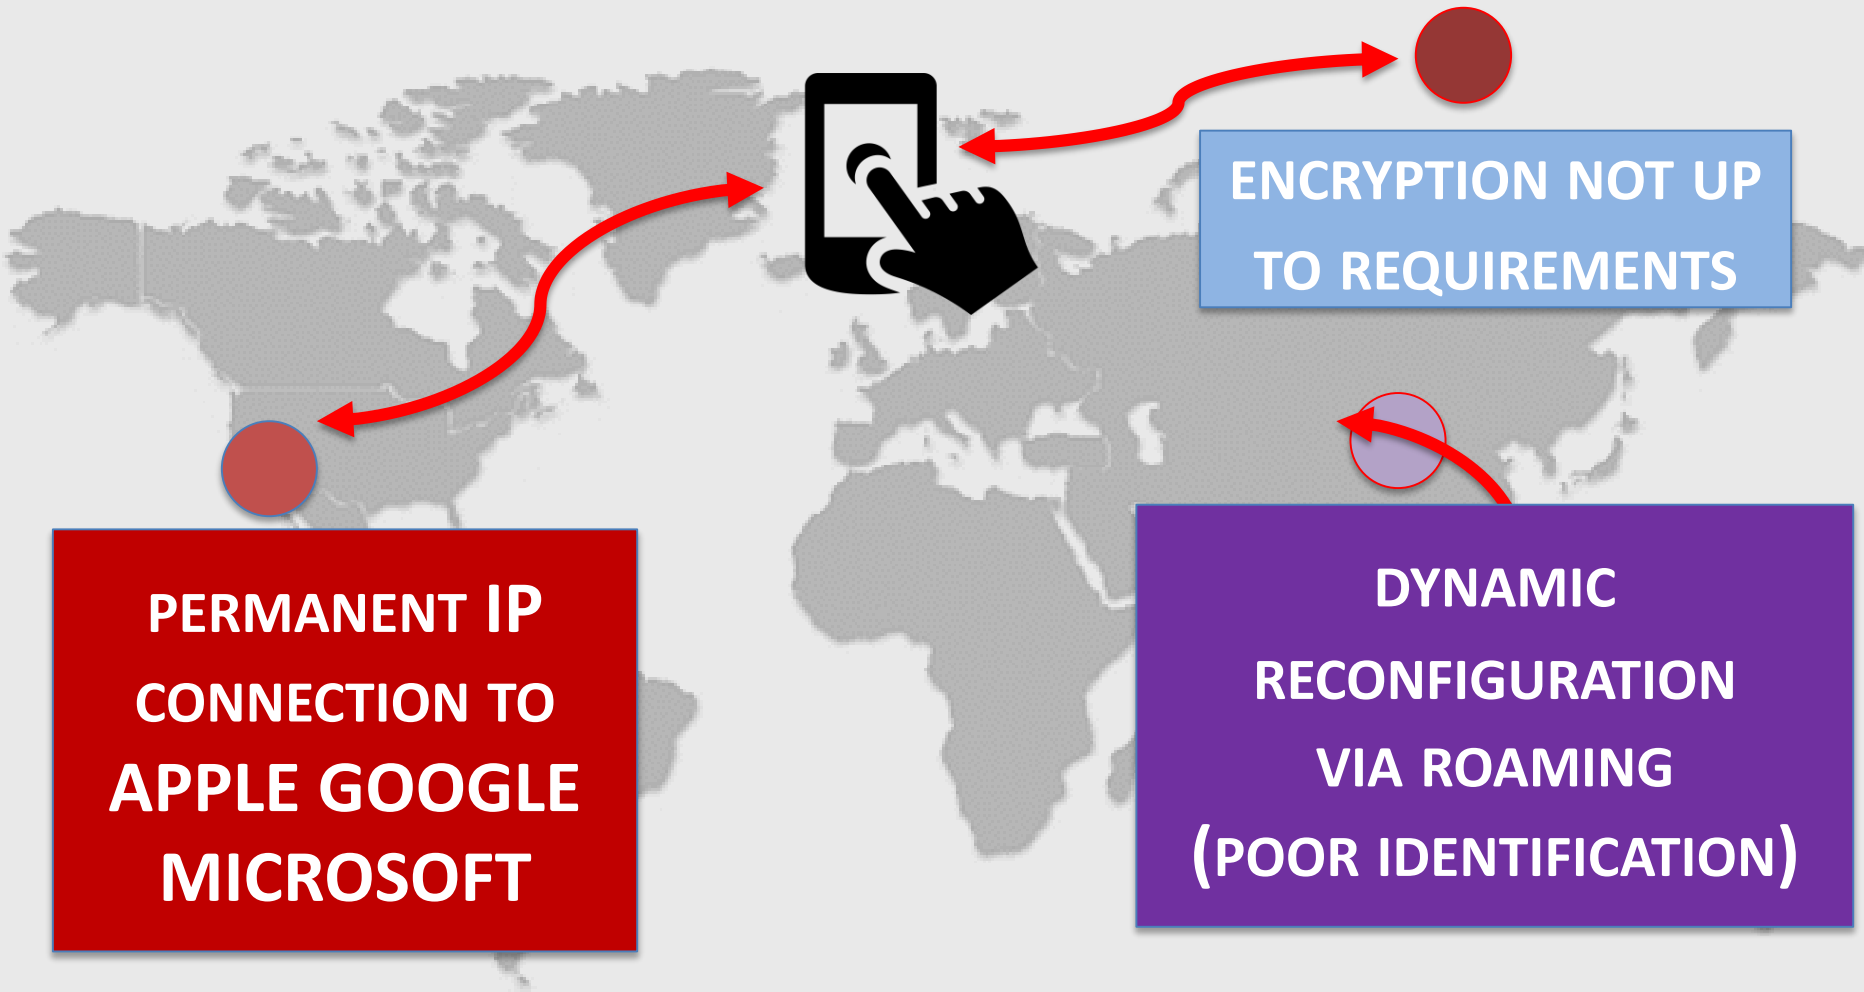 ENCRYPTION NOT UP
TO REQUIREMENTS
PERMANENT IP
CONNECTION TO
APPLE GOOGLE
MICROSOFT
DYNAMIC
RECONFIGURATION
VIA ROAMING
(POOR IDENTIFICATION)